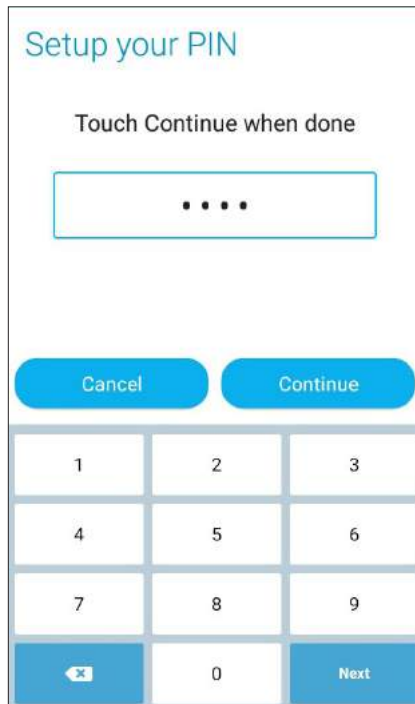 Setup your PIN
Touch Continue when done
••••
Cancel Continue
1 2 3
4 5 6
7 8 9
0 Next